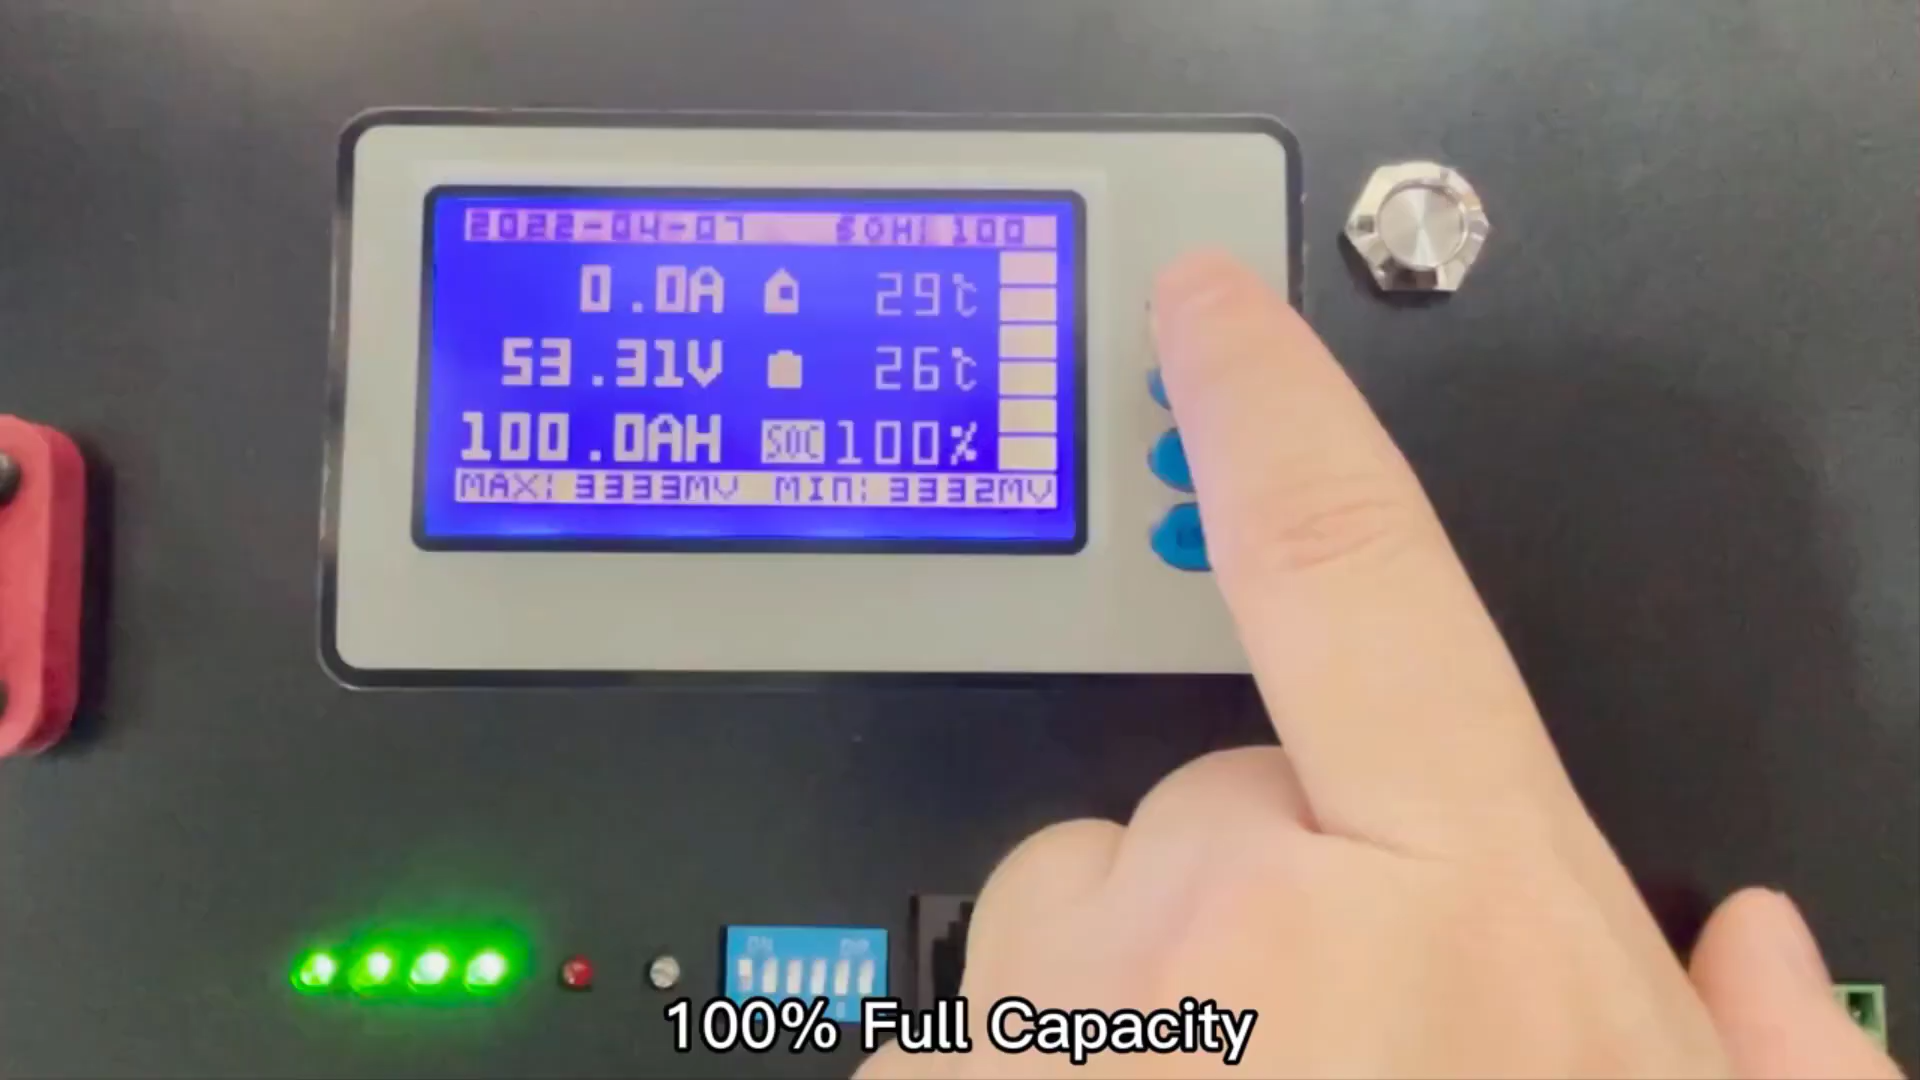 2022-04-07 SOH: 100
0.0A 29℃
53.31V 26℃
100.0AH SOC 100%
MAX: 3333MV MIN: 3332MV
ON DIP
100% Full Capacity